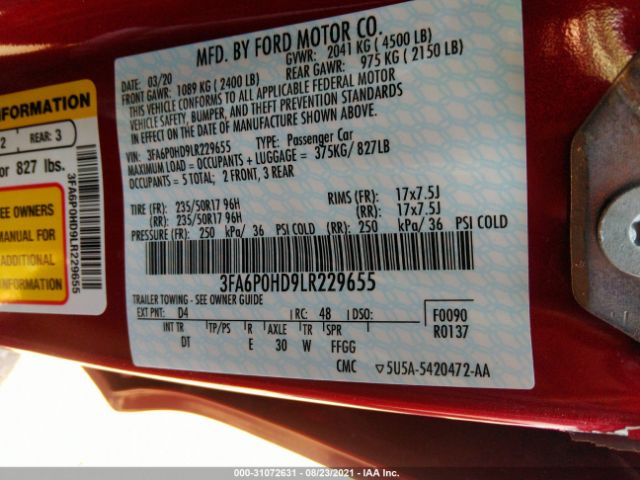 MFD. BY FORD MOTOR CO.
03/20 GVWR: 2041 KG ( 4500 LB)
FRONT GAWR: 1089 KG ( 2400 LB) REAR GAWR: 975 KG ( 2150 LB)
THIS VEHICLE CONFORMS TO ALL APPLICABLE FEDERAL MOTOR
VEHICLE SAFETY, BUMPER, AND THEFT PREVENTION STANDARDS
IN EFFECT ON THE DATE OF MANUFACTURE SHOWN ABOVE.
VIN: 3FA6P0HD9LR229655 TYPE: Passenger Car
MAXIMUM LOAD = OCCUPANTS + LUGGAGE = 375KG/ 827LB
OCCUPANTS = 5 TOTAL; 2 FRONT, 3 REAR
TIRE (FR): 235/50R17 96H RIMS (FR): 17x7.5J
(RR): 235/50R17 96H (RR): 17x7.5J
PRESSURE (FR): 250 kPa/ 36 PSI COLD (RR): 250 kPa/ 36 PSI COLD
3FA6P0HD9LR229655
TRAILER TOWING - SEE OWNER GUIDE
EXT PNT: D4 RC: 48 DSO: F0090
INT TR TP/PS R AXLE TR SPR R0137
DT E 30 W FFGG
CMC 5U5A-5420472-AA
INFORMATION
2 REAR: 3
or 827 lbs.
SEE OWNERS
MANUAL FOR
ADDITIONAL
INFORMATION
3FA6P0HD9LR229655
000-31072631 - 08/23/2021 - IAA Inc.